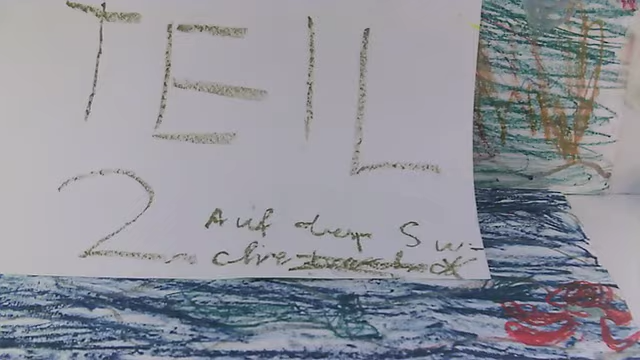 TEIL
2. Auf der Su-
che